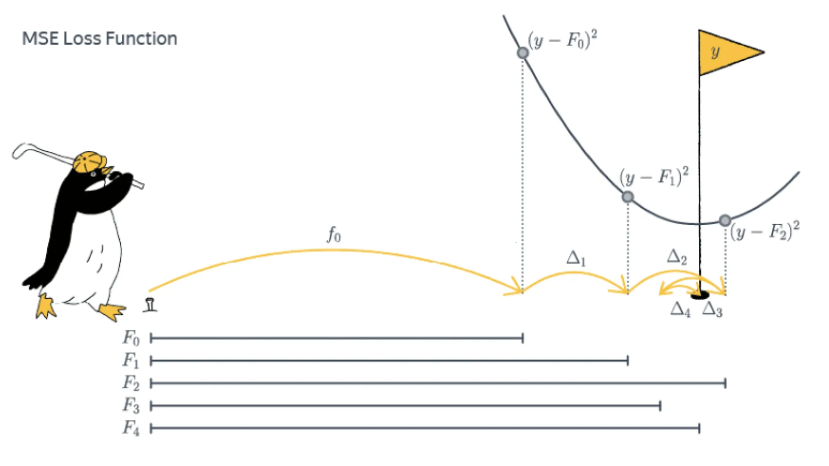 MSE Loss Function
(y − F₀)²
y
(y − F₁)²
(y − F₂)²
f₀
Δ₁
Δ₂
Δ₄ Δ₃
F₀
F₁
F₂
F₃
F₄